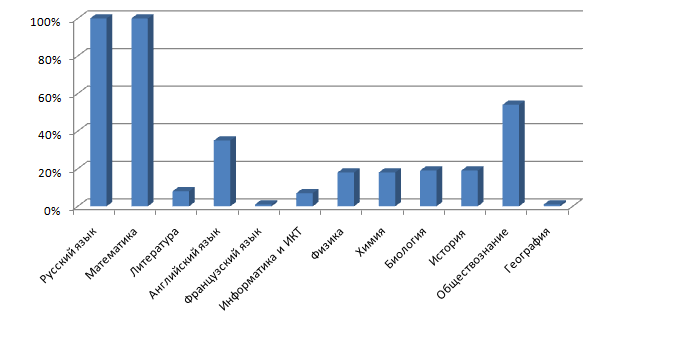 100%
80%
60%
40%
20%
0%
Русский язык
Математика
Литература
Английский язык
Французский язык
Информатика и ИКТ
Физика
Химия
Биология
История
Обществознание
География